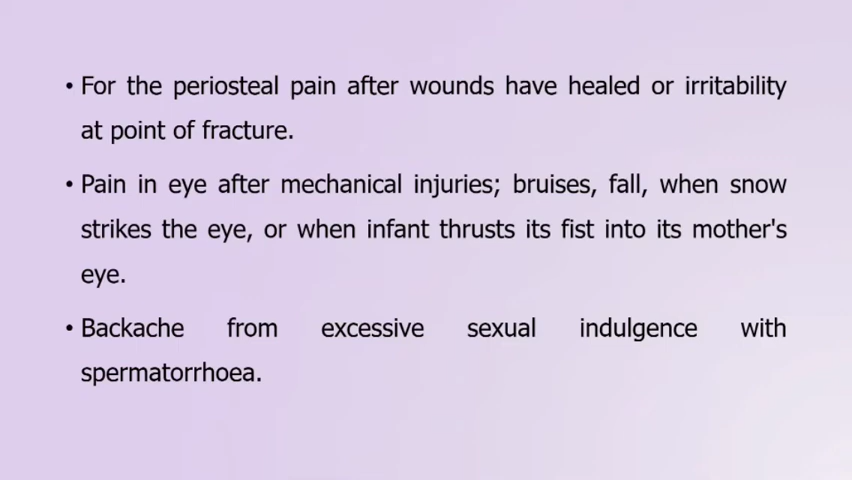 • For the periosteal pain after wounds have healed or irritability
at point of fracture.
• Pain in eye after mechanical injuries; bruises, fall, when snow
strikes the eye, or when infant thrusts its fist into its mother's
eye.
• Backache from excessive sexual indulgence with
spermatorrhoea.